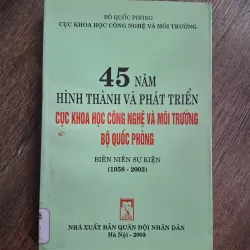 BỘ QUỐC PHÒNG
CỤC KHOA HỌC CÔNG NGHỆ VÀ MÔI TRƯỜNG
45 NĂM
HÌNH THÀNH VÀ PHÁT TRIỂN
CỤC KHOA HỌC CÔNG NGHỆ VÀ MÔI TRƯỜNG
BỘ QUỐC PHÒNG
BIÊN NIÊN SỰ KIỆN
(1958 - 2003)
NHÀ XUẤT BẢN QUÂN ĐỘI NHÂN DÂN
Hà Nội - 2003